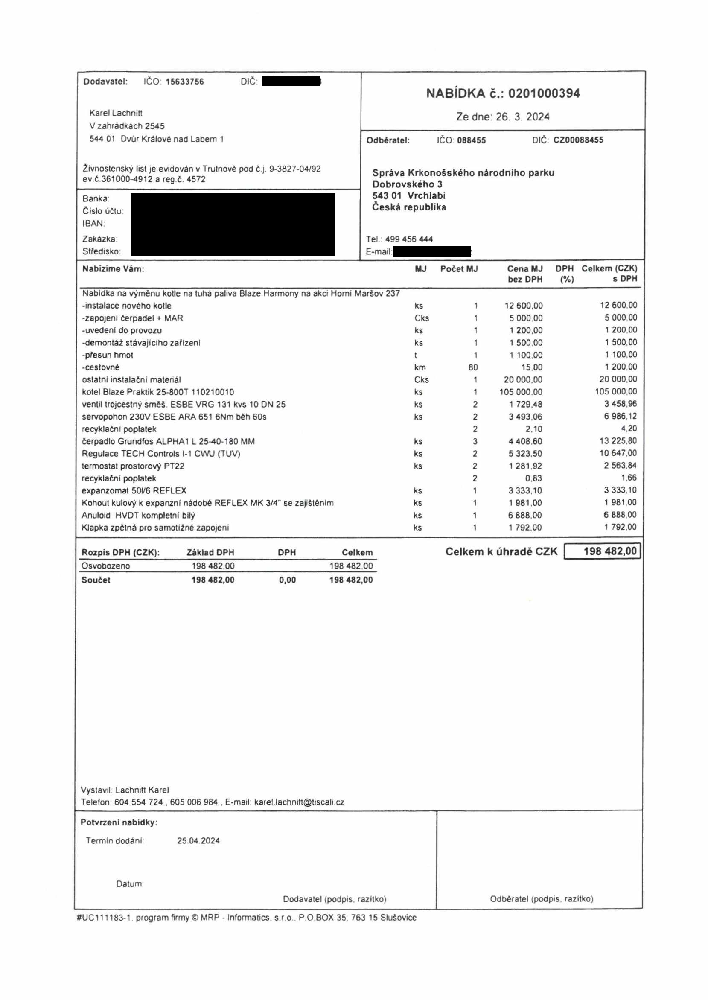 Dodavatel: IČO: 15633756 DIČ:
Karel Lachnitt
V zahrádkách 2545
544 01 Dvůr Králové nad Labem 1
Živnostenský list je evidován v Trutnově pod č.j. 9-3827-04/92
ev.č.361000-4912 a reg.č. 4572
Banka:
Číslo účtu:
IBAN:
Zakázka:
Středisko:
NABÍDKA č.: 0201000394
Ze dne: 26. 3. 2024
Odběratel: IČO: 088455 DIČ: CZ00088455
Správa Krkonošského národního parku
Dobrovského 3
543 01 Vrchlabí
Česká republika
Tel.: 499 456 444
E-mail:
Nabízíme Vám: MJ Počet MJ Cena MJ DPH Celkem (CZK)
bez DPH (%) s DPH
Nabídka na výměnu kotle na tuhá paliva Blaze Harmony na akci Horní Maršov 237
-instalace nového kotle ks 1 12 600,00 12 600,00
-zapojení čerpadel + MAR Cks 1 5 000,00 5 000,00
-uvedení do provozu ks 1 1 200,00 1 200,00
-demontáž stávajícího zařízení ks 1 1 500,00 1 500,00
-přesun hmot t 1 1 100,00 1 100,00
-cestovné km 80 15,00 1 200,00
ostatní instalační materiál Cks 1 20 000,00 20 000,00
kotel Blaze Praktik 25-800T 110210010 ks 1 105 000,00 105 000,00
ventil trojcestný směš. ESBE VRG 131 kvs 10 DN 25 ks 2 1 729,48 3 458,96
servopohon 230V ESBE ARA 651 6Nm běh 60s ks 2 3 493,06 6 986,12
recyklační poplatek 2 2,10 4,20
čerpadlo Grundfos ALPHA1 L 25-40-180 MM ks 3 4 408,60 13 225,80
Regulace TECH Controls I-1 CWU (TUV) ks 2 5 323,50 10 647,00
termostat prostorový PT22 ks 2 1 281,92 2 563,84
recyklační poplatek 2 0,83 1,66
expanzomat 50l/6 REFLEX ks 1 3 333,10 3 333,10
Kohout kulový k expanzní nádobě REFLEX MK 3/4" se zajištěním ks 1 1 981,00 1 981,00
Anuloid HVDT kompletní bílý ks 1 6 888,00 6 888,00
Klapka zpětná pro samotížné zapojení ks 1 1 792,00 1 792,00
Rozpis DPH (CZK): Základ DPH DPH Celkem
Osvobozeno 198 482,00 198 482,00
Součet 198 482,00 0,00 198 482,00
Celkem k úhradě CZK 198 482,00
Vystavil: Lachnitt Karel
Telefon: 604 554 724 , 605 006 984 , E-mail: karel.lachnitt@tiscali.cz
Potvrzení nabídky:
Termín dodání: 25.04.2024
Datum:
Dodavatel (podpis, razítko)
Odběratel (podpis, razítko)
#UC111183-1, program firmy © MRP - Informatics, s.r.o., P.O.BOX 35, 763 15 Slušovice